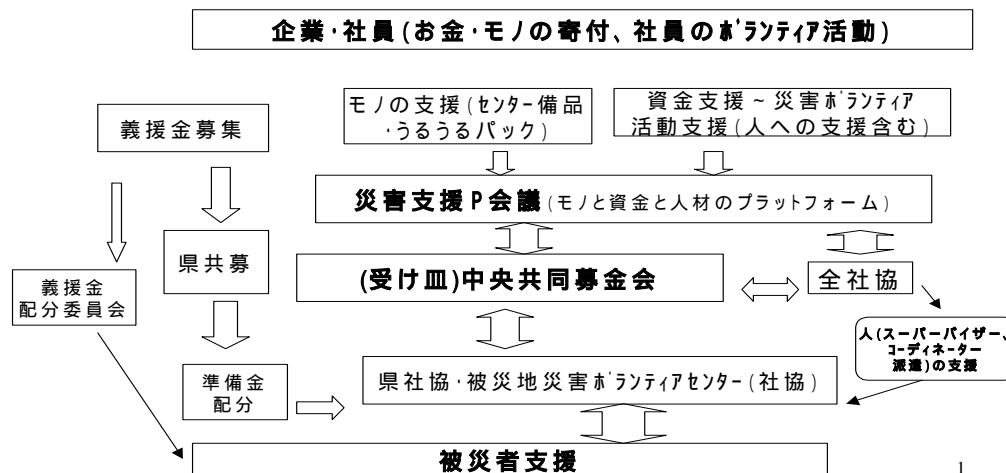 企業･社員(お金･モノの寄付、社員のﾎﾞﾗﾝﾃｨｱ活動)
義援金募集
モノの支援(ｾﾝﾀｰ備品
･うるうるパック)
資金支援~災害ﾎﾞﾗﾝﾃｨｱ
活動支援(人への支援含む)
災害支援P会議(モノと資金と人材のプラットフォーム)
県共募
義援金
配分委員会
(受け皿)中央共同募金会
全社協
人(スーパーバイザー、
ｺｰﾃﾞｨﾈｰﾀｰ
派遣)の支援
準備金
配分
県社協･被災地災害ﾎﾞﾗﾝﾃｨｱセンター(社協)
被災者支援
1